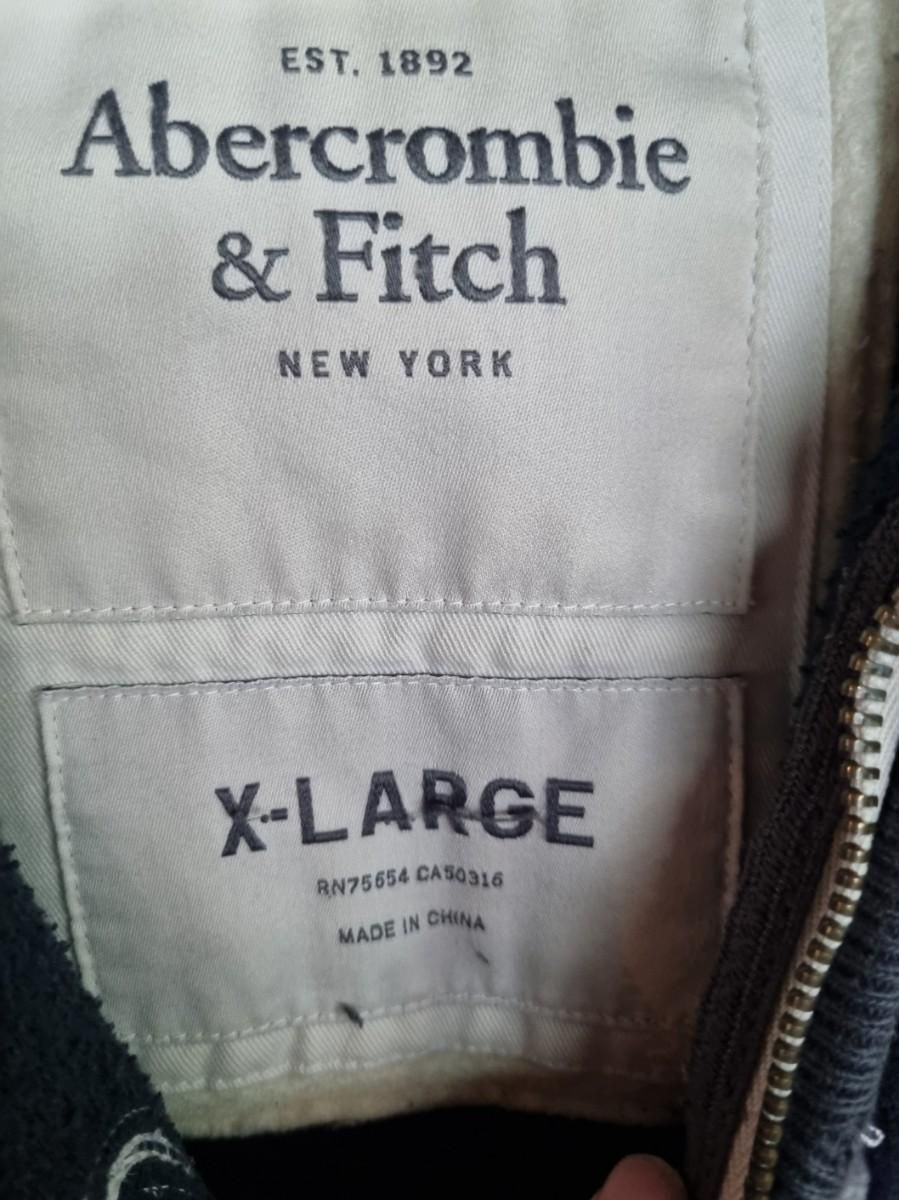 EST. 1892
Abercrombie
& Fitch
NEW YORK
X-LARGE
RN75654 CA50316
MADE IN CHINA